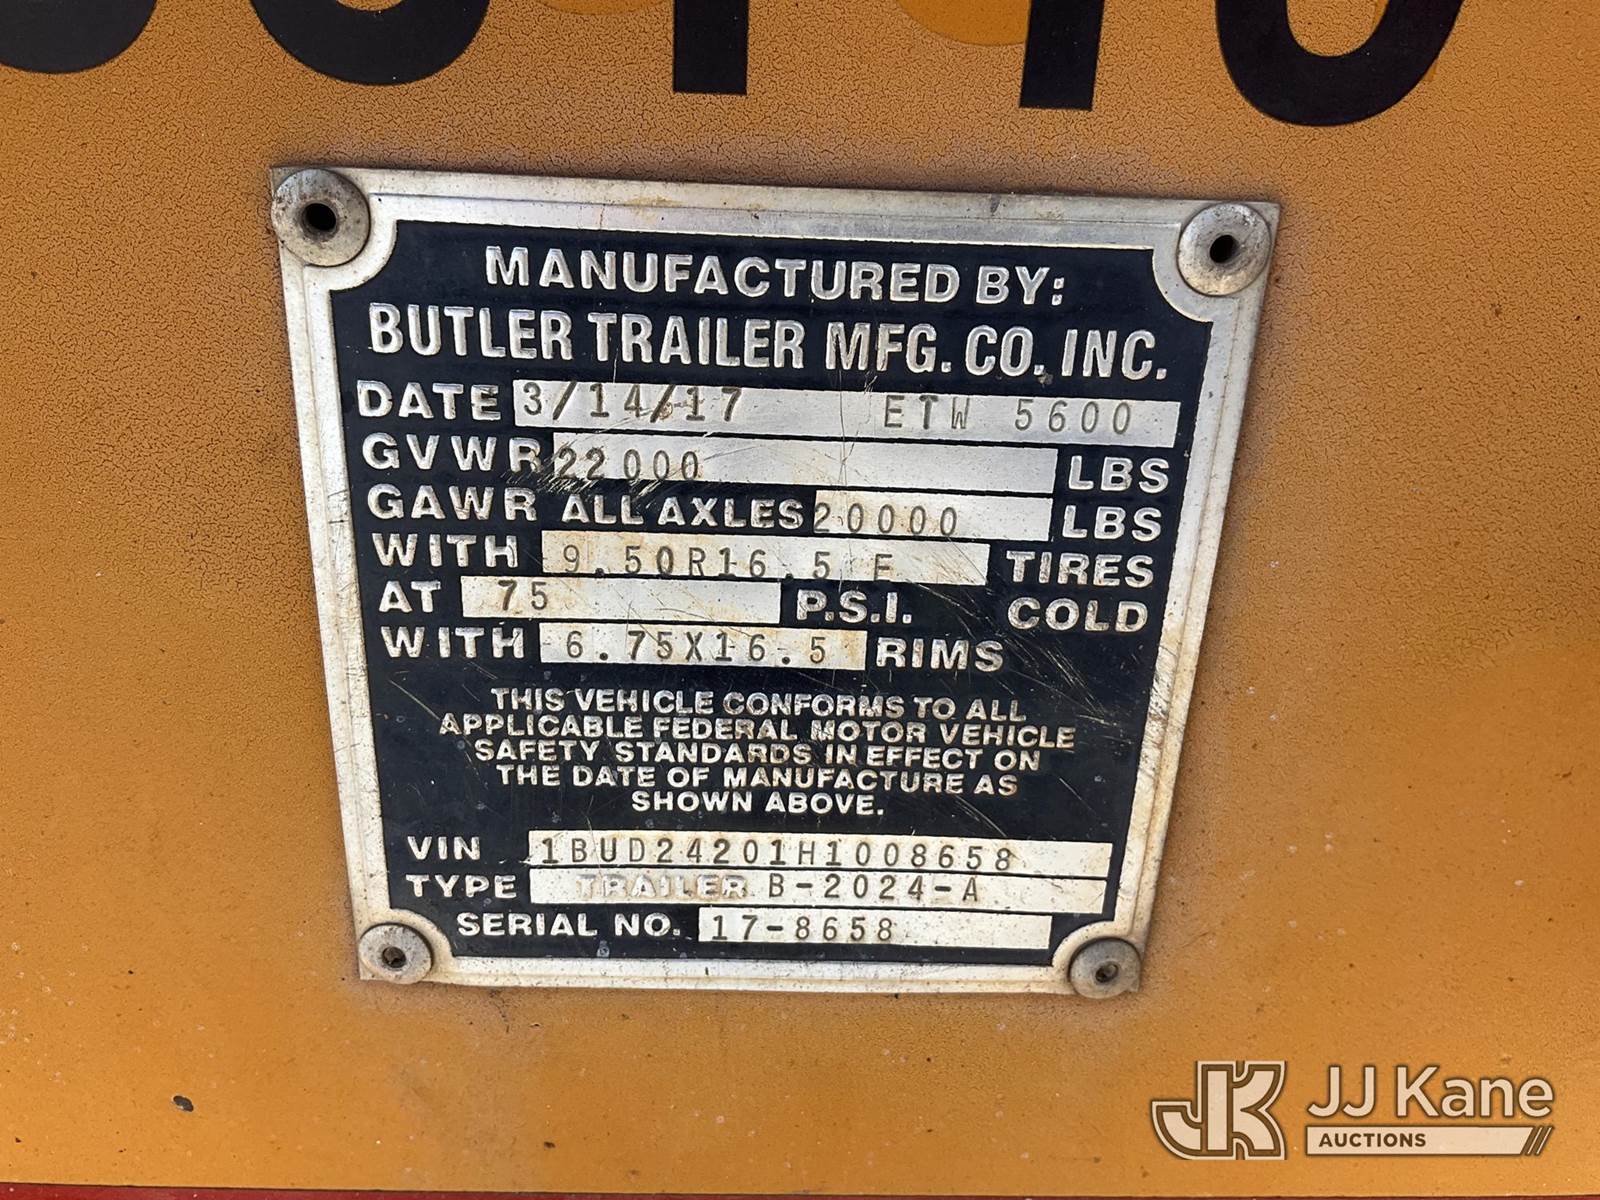 MANUFACTURED BY:
BUTLER TRAILER MFG. CO. INC.
DATE 3/14/17 ETW 5600
GVWR 22000 LBS
GAWR ALL AXLES 20000 LBS
WITH 9.50R16.5 E TIRES
AT 75 P.S.I. COLD
WITH 6.75X16.5 RIMS
THIS VEHICLE CONFORMS TO ALL
APPLICABLE FEDERAL MOTOR VEHICLE
SAFETY STANDARDS IN EFFECT ON
THE DATE OF MANUFACTURE AS
SHOWN ABOVE.
VIN 1BUD24201H1008658
TYPE TRAILER B-2024-A
SERIAL NO. 17-8658
JK JJ Kane
AUCTIONS